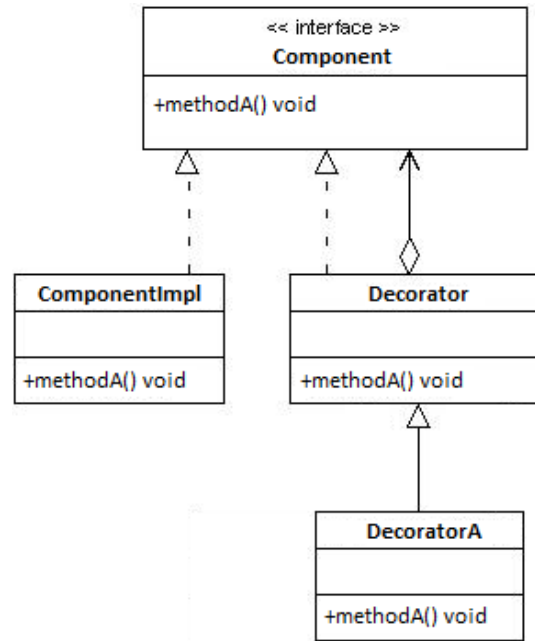 << interface >>
Component
+methodA() void
ComponentImpl
+methodA() void
Decorator
+methodA() void
DecoratorA
+methodA() void